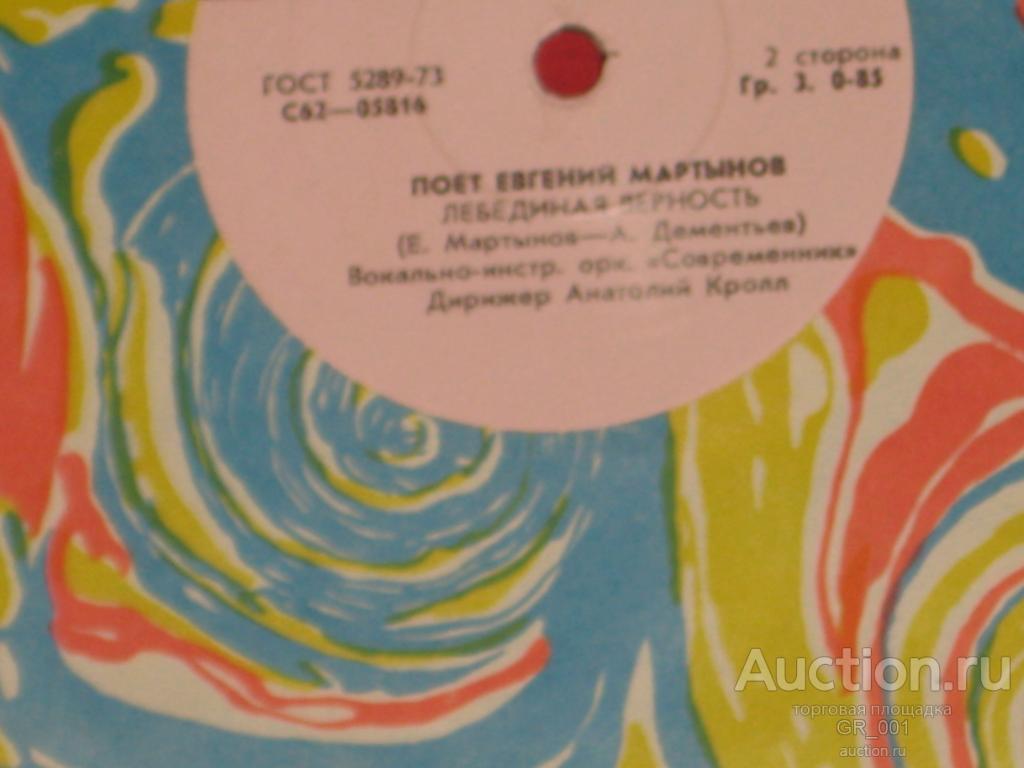 ГОСТ 5289-73
С62—05816
2 сторона
Гр. 3. 0-85
ПОЕТ ЕВГЕНИЙ МАРТЫНОВ
ЛЕБЕДИНАЯ ВЕРНОСТЬ
(Е. Мартынов—А. Дементьев)
Вокально-инстр. орк. «Современник»
Дирижер Анатолий Кролл
Auction.ru
торговая площадка
GR_001
auction.ru